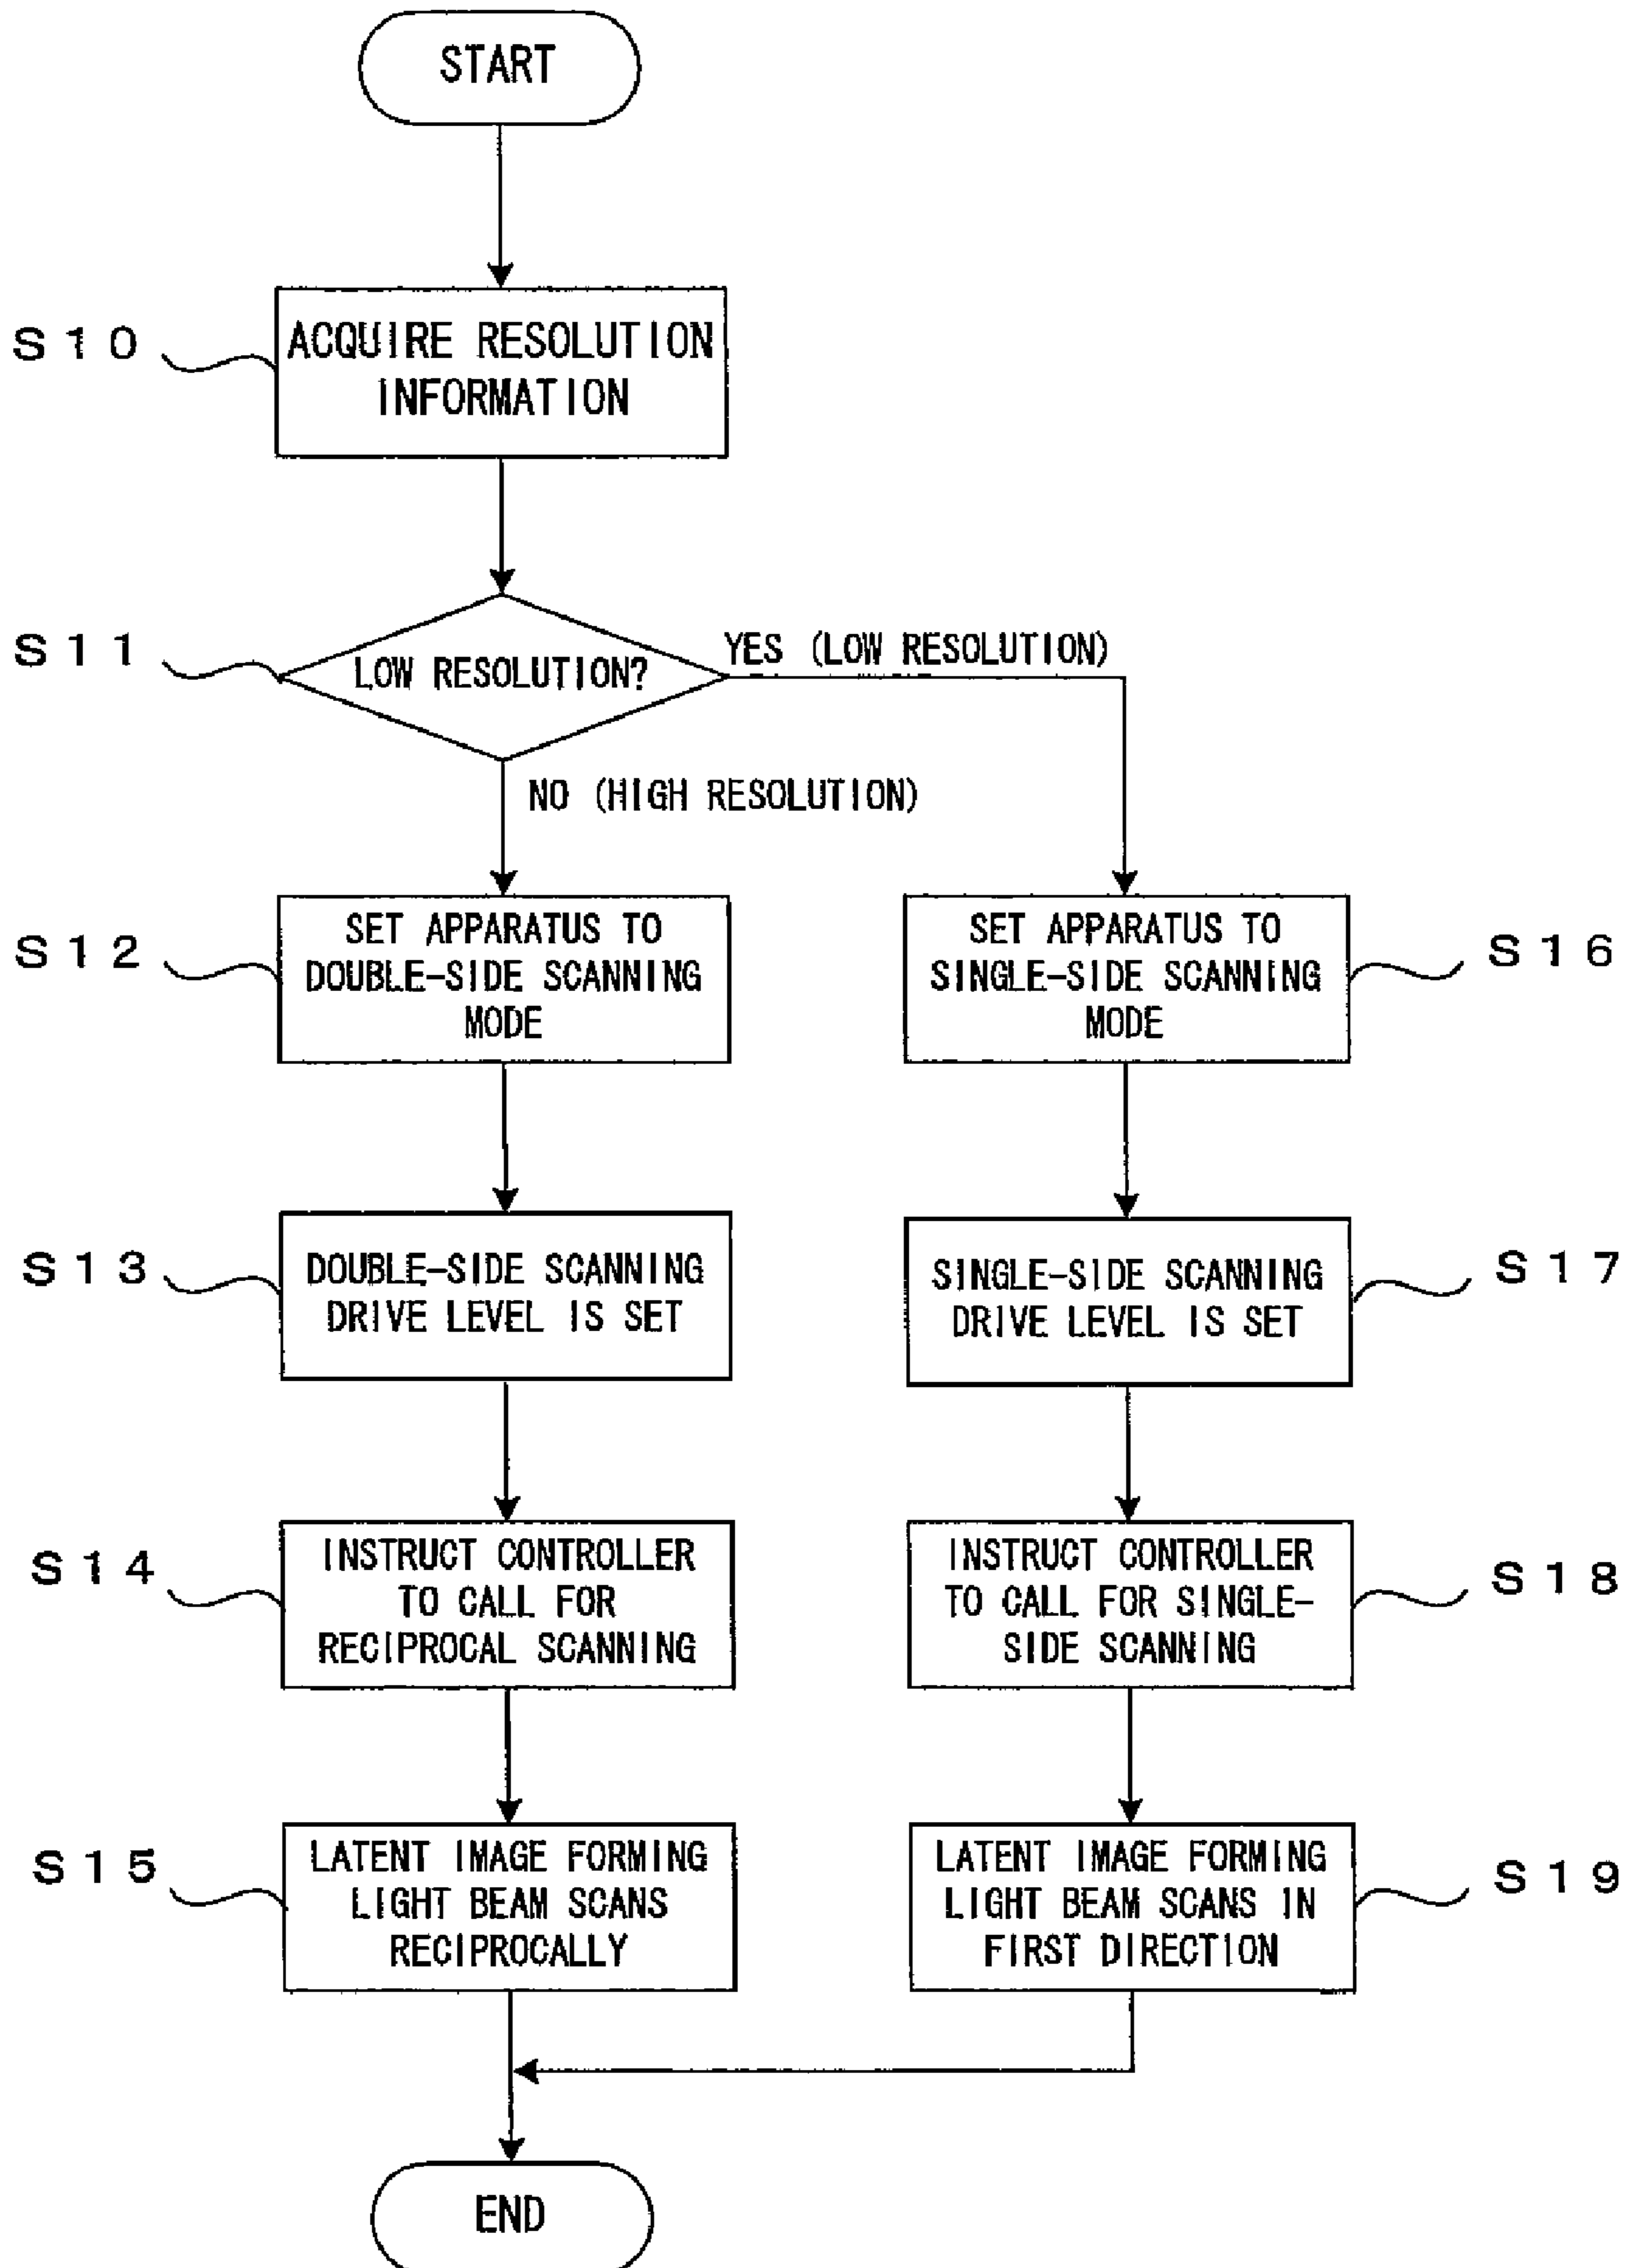 START
S10
ACQUIRE RESOLUTION
INFORMATION
S11
LOW RESOLUTION?
YES (LOW RESOLUTION)
NO (HIGH RESOLUTION)
S12
SET APPARATUS TO
DOUBLE-SIDE SCANNING
MODE
SET APPARATUS TO
SINGLE-SIDE SCANNING
MODE
S16
S13
DOUBLE-SIDE SCANNING
DRIVE LEVEL IS SET
SINGLE-SIDE SCANNING
DRIVE LEVEL IS SET
S17
S14
INSTRUCT CONTROLLER
TO CALL FOR
RECIPROCAL SCANNING
INSTRUCT CONTROLLER
TO CALL FOR SINGLE-
SIDE SCANNING
S18
S15
LATENT IMAGE FORMING
LIGHT BEAM SCANS
RECIPROCALLY
LATENT IMAGE FORMING
LIGHT BEAM SCANS IN
FIRST DIRECTION
S19
END